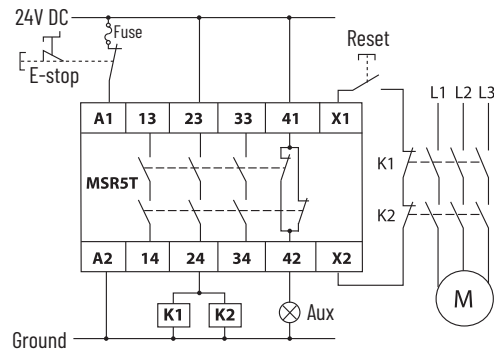 24V DC
Fuse
E-stop
Reset
A1 13 23 33 41 X1
L1 L2 L3
K1
MSR5T
K2
A2 14 24 34 42 X2
K1 K2 Aux
M
Ground